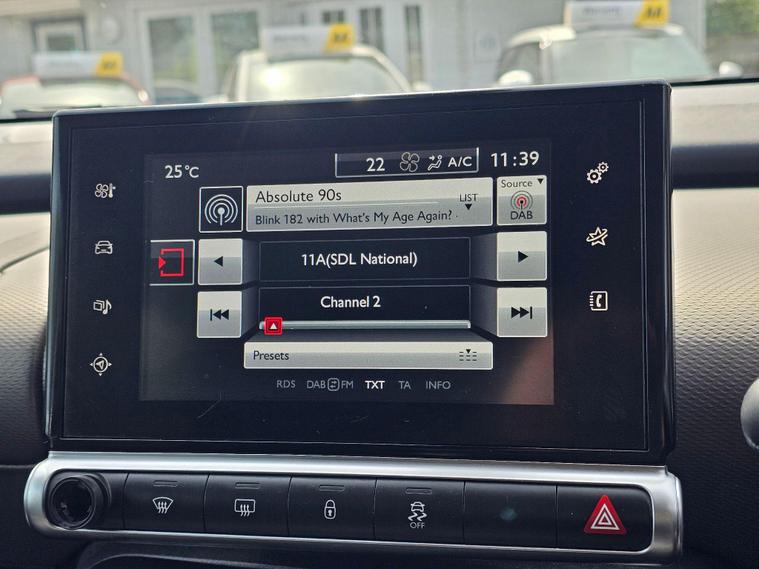 25°C
22 A/C 11:39
Absolute 90s LIST
Blink 182 with What's My Age Again? ·
Source
DAB
11A(SDL National)
Channel 2
Presets
RDS DAB FM TXT TA INFO
OFF